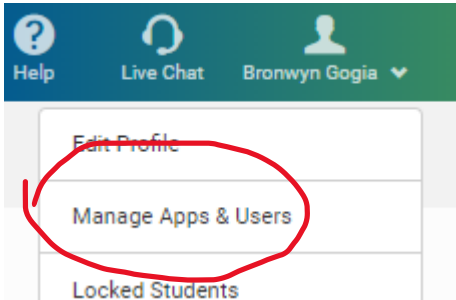 Help
Live Chat
Bronwyn Gogia
Edit Profile
Manage Apps & Users
Locked Students